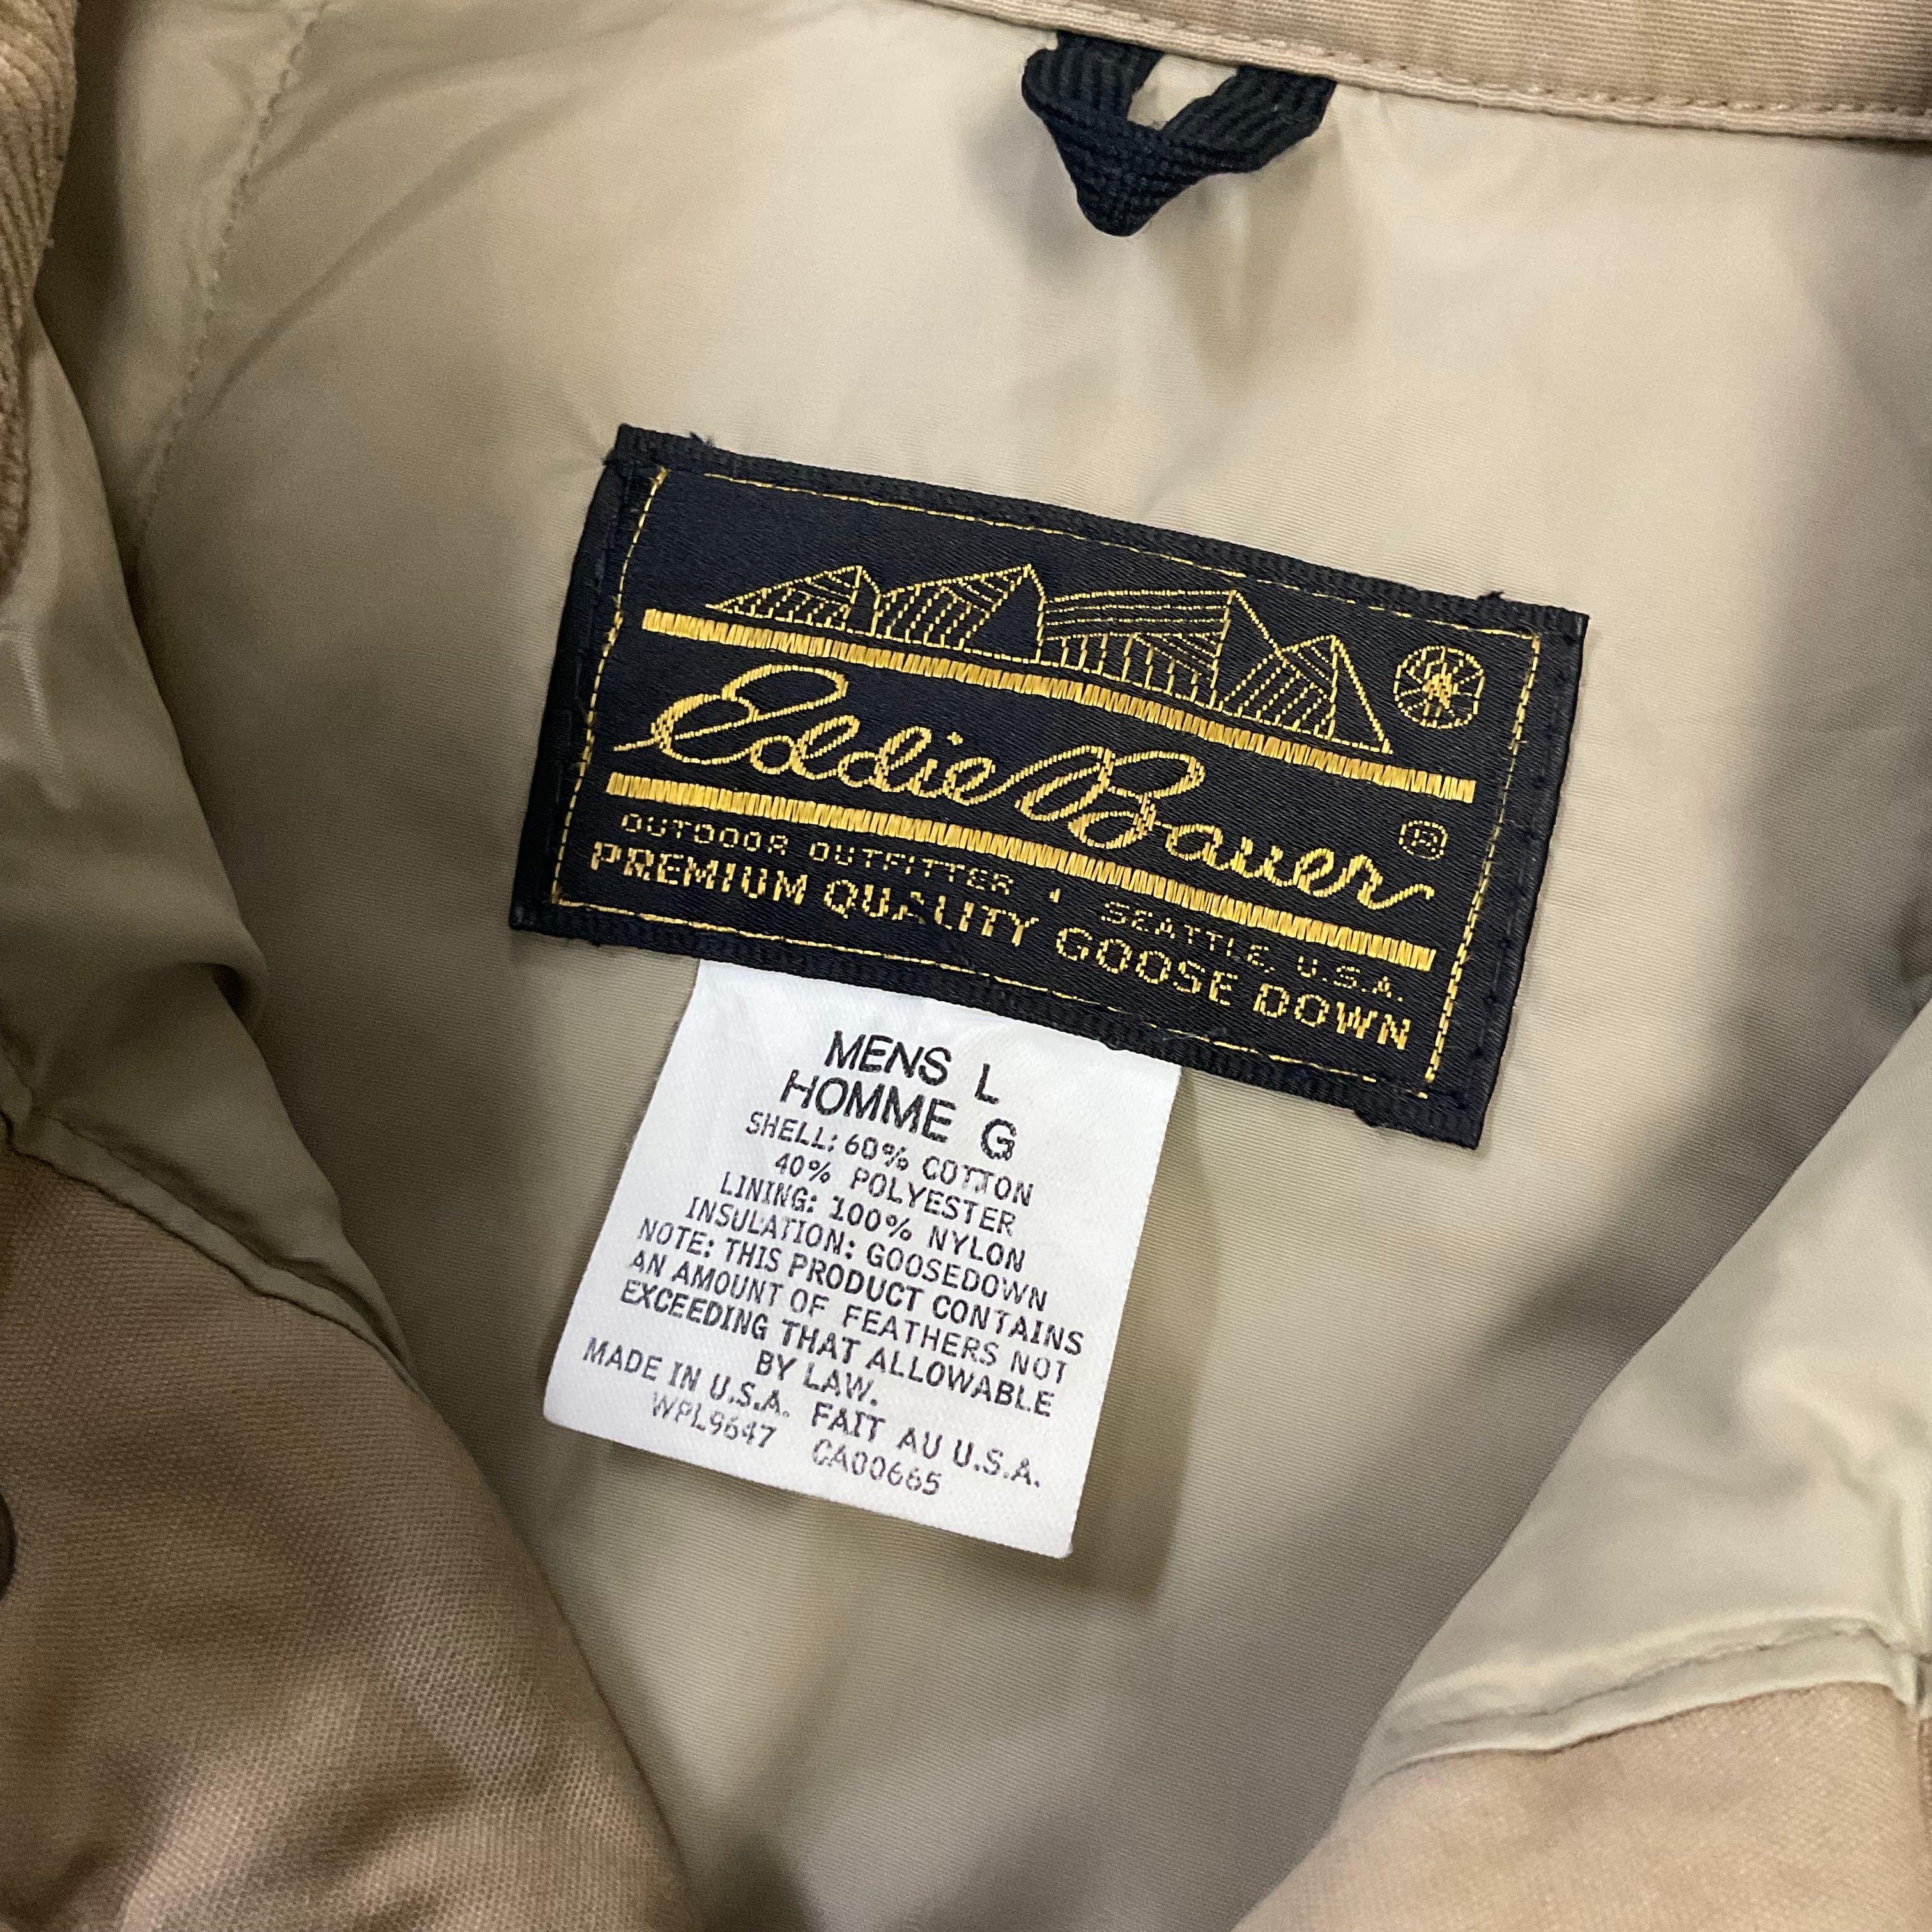 Eddie Bauer ®
OUTDOOR OUTFITTER • SEATTLE, U.S.A.
PREMIUM QUALITY GOOSE DOWN
MENS L
HOMME G
SHELL: 60% COTTON
40% POLYESTER
LINING: 100% NYLON
INSULATION: GOOSEDOWN
NOTE: THIS PRODUCT CONTAINS
AN AMOUNT OF FEATHERS NOT
EXCEEDING THAT ALLOWABLE
BY LAW.
MADE IN U.S.A. FAIT AU U.S.A.
WPL9647 CA00665